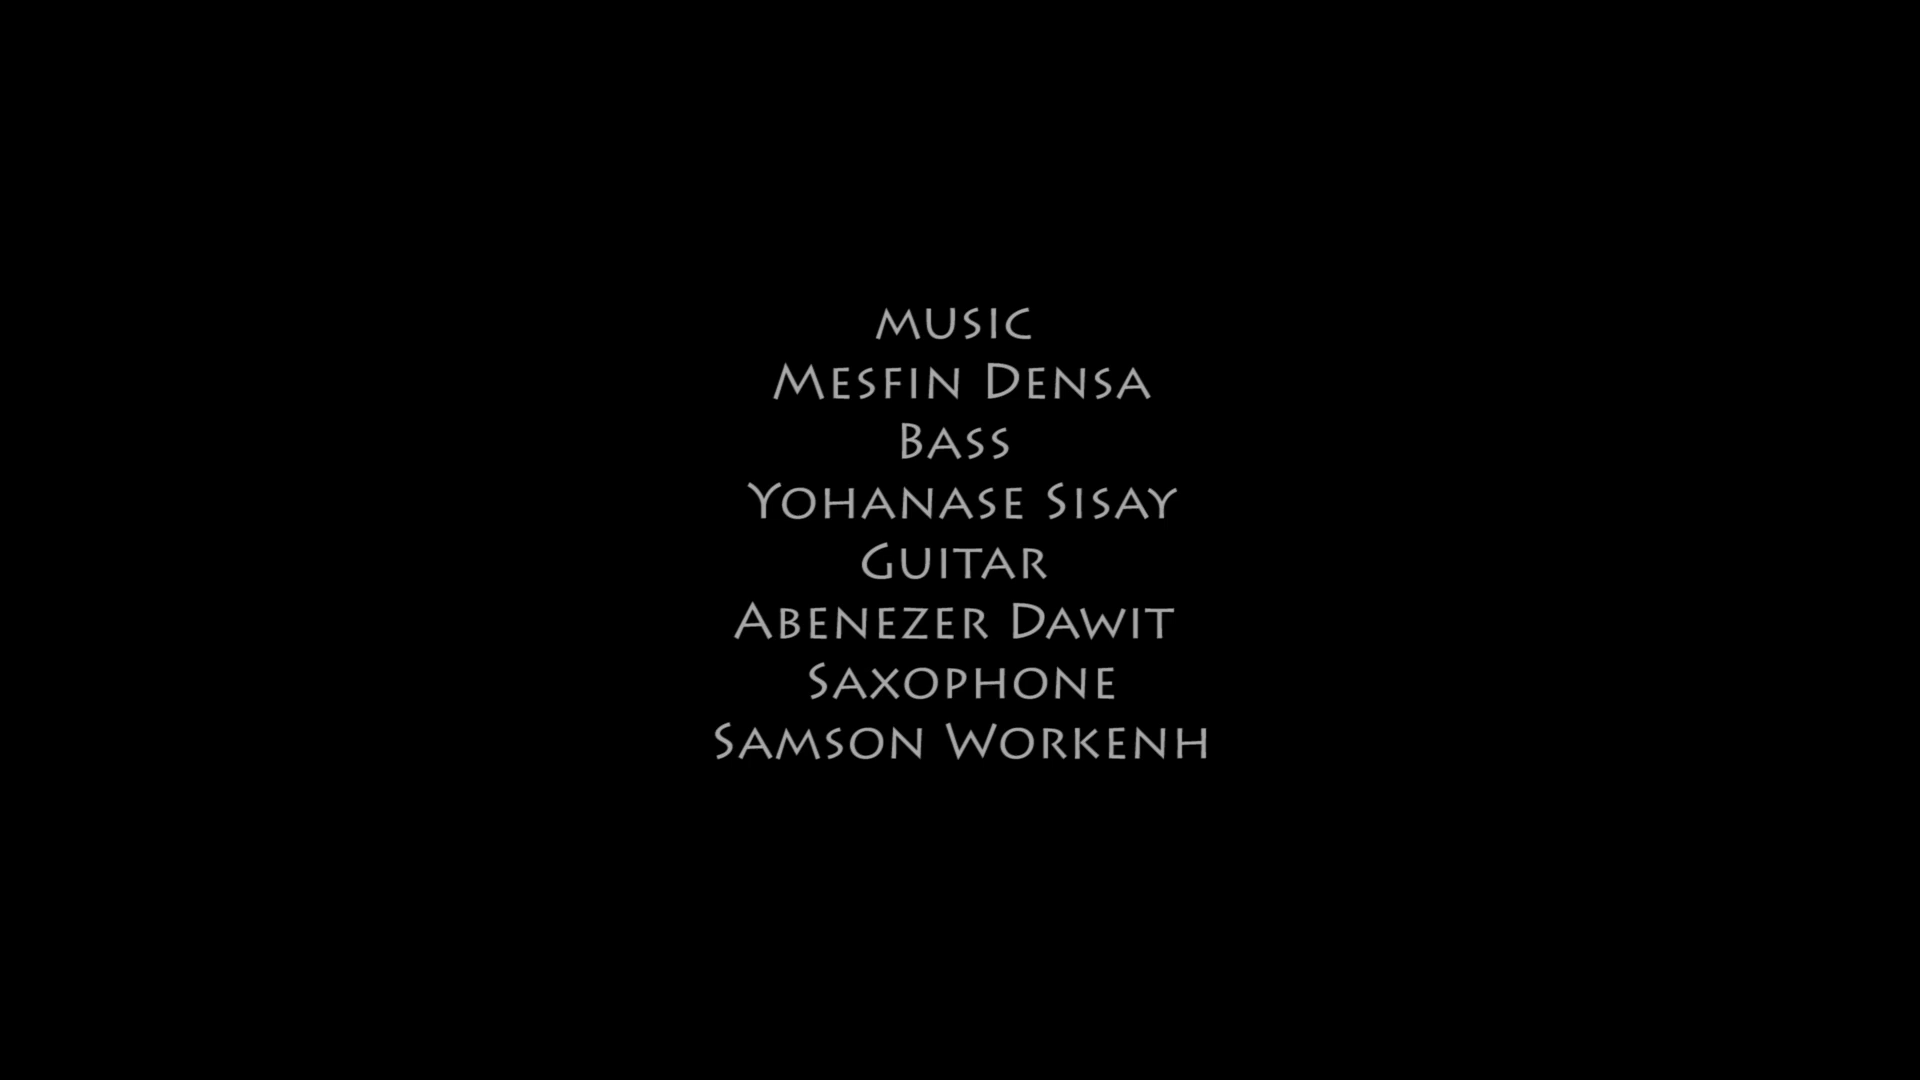 music
Mesfin Densa
Bass
Yohanase Sisay
Guitar
Abenezer Dawit
Saxophone
Samson Workenh